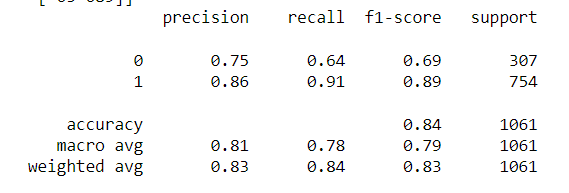 [ 65 689]]
precision recall f1-score support
0 0.75 0.64 0.69 307
1 0.86 0.91 0.89 754
accuracy 0.84 1061
macro avg 0.81 0.78 0.79 1061
weighted avg 0.83 0.84 0.83 1061